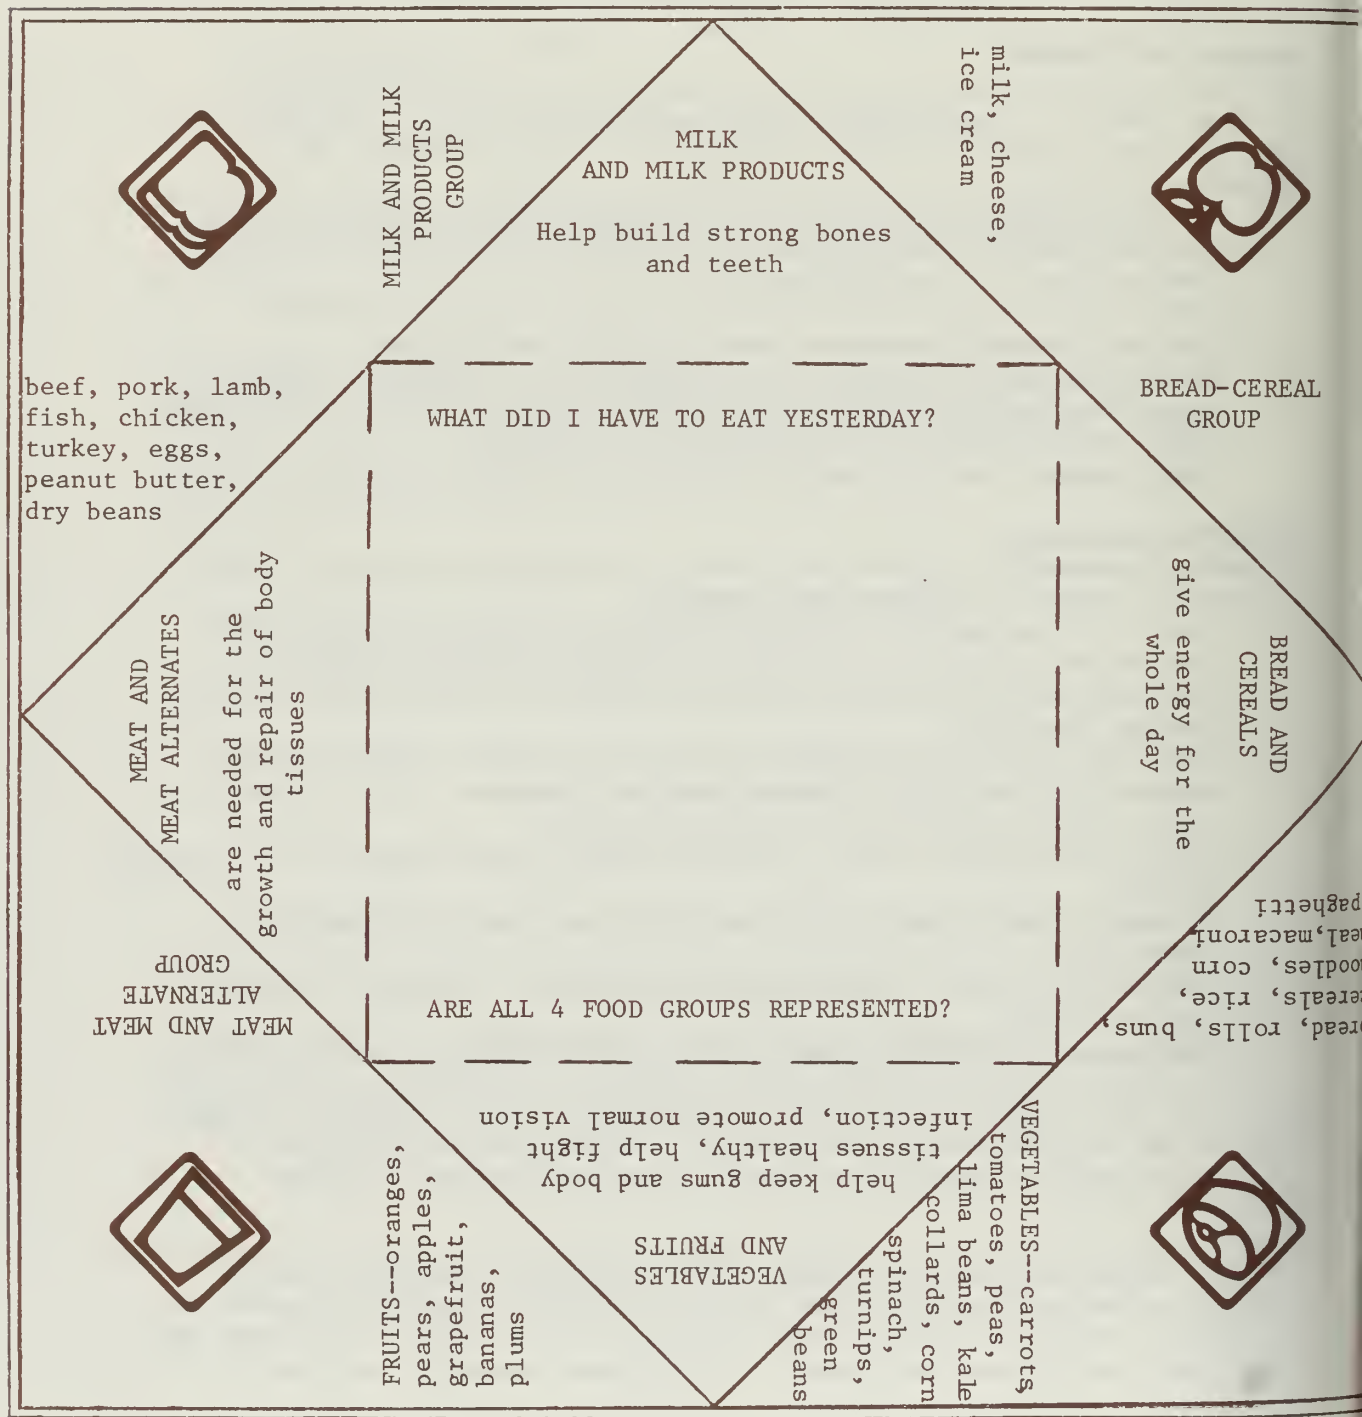 MILK AND MILK
PRODUCTS
GROUP
MILK
AND MILK PRODUCTS
Help build strong bones
and teeth
milk, cheese,
ice cream
beef, pork, lamb,
fish, chicken,
turkey, eggs,
peanut butter,
dry beans
WHAT DID I HAVE TO EAT YESTERDAY?
BREAD-CEREAL
GROUP
MEAT AND
MEAT ALTERNATES
are needed for the
growth and repair of body
tissues
BREAD AND
CEREALS
give energy for the
whole day
MEAT AND MEAT
ALTERNATE
GROUP
ARE ALL 4 FOOD GROUPS REPRESENTED?
rolls, buns,
rice,
corn
macaroni
VEGETABLES
AND FRUITS
help keep gums and body
tissues healthy, help fight
infection, promote normal vision
FRUITS--oranges,
pears, apples,
grapefruit,
bananas,
plums
VEGETABLES--carrots,
tomatoes, peas,
lima beans, kale
collards, corn
spinach,
turnips,
green
beans